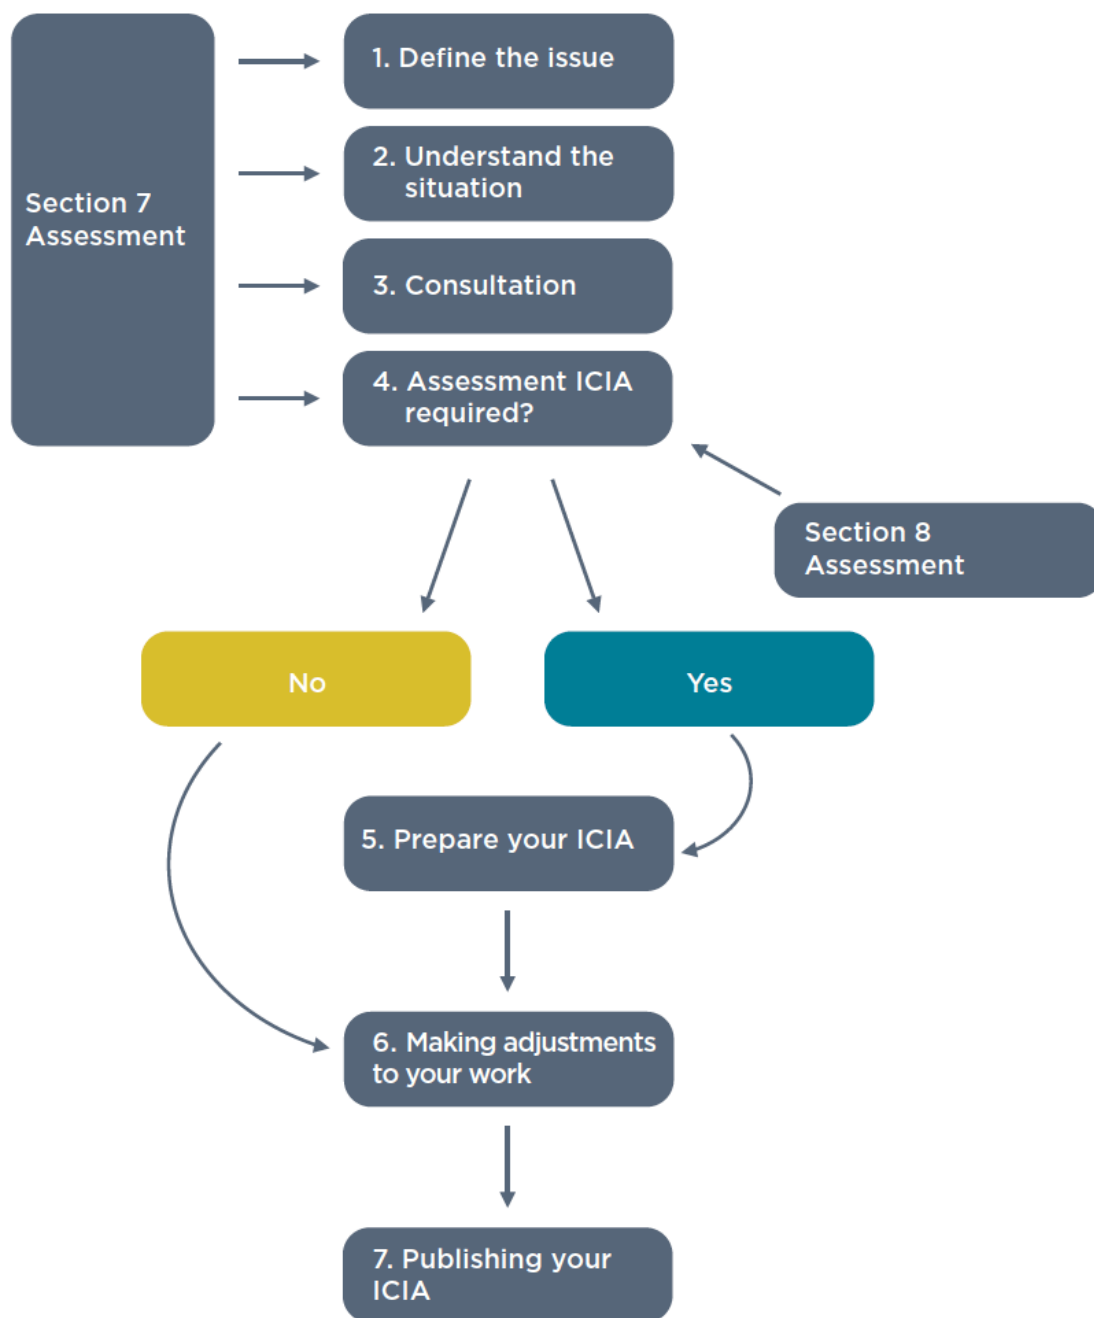 1. Define the issue
2. Understand the
situation
Section 7
Assessment
3. Consultation
4. Assessment ICIA
required?
Section 8
Assessment
No
Yes
5. Prepare your ICIA
6. Making adjustments
to your work
7. Publishing your
ICIA